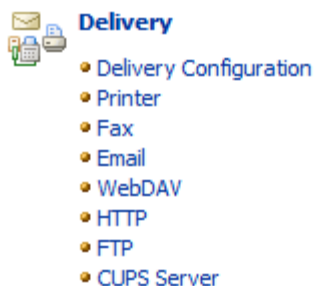 Delivery
Delivery Configuration
Printer
Fax
Email
WebDAV
HTTP
FTP
CUPS Server